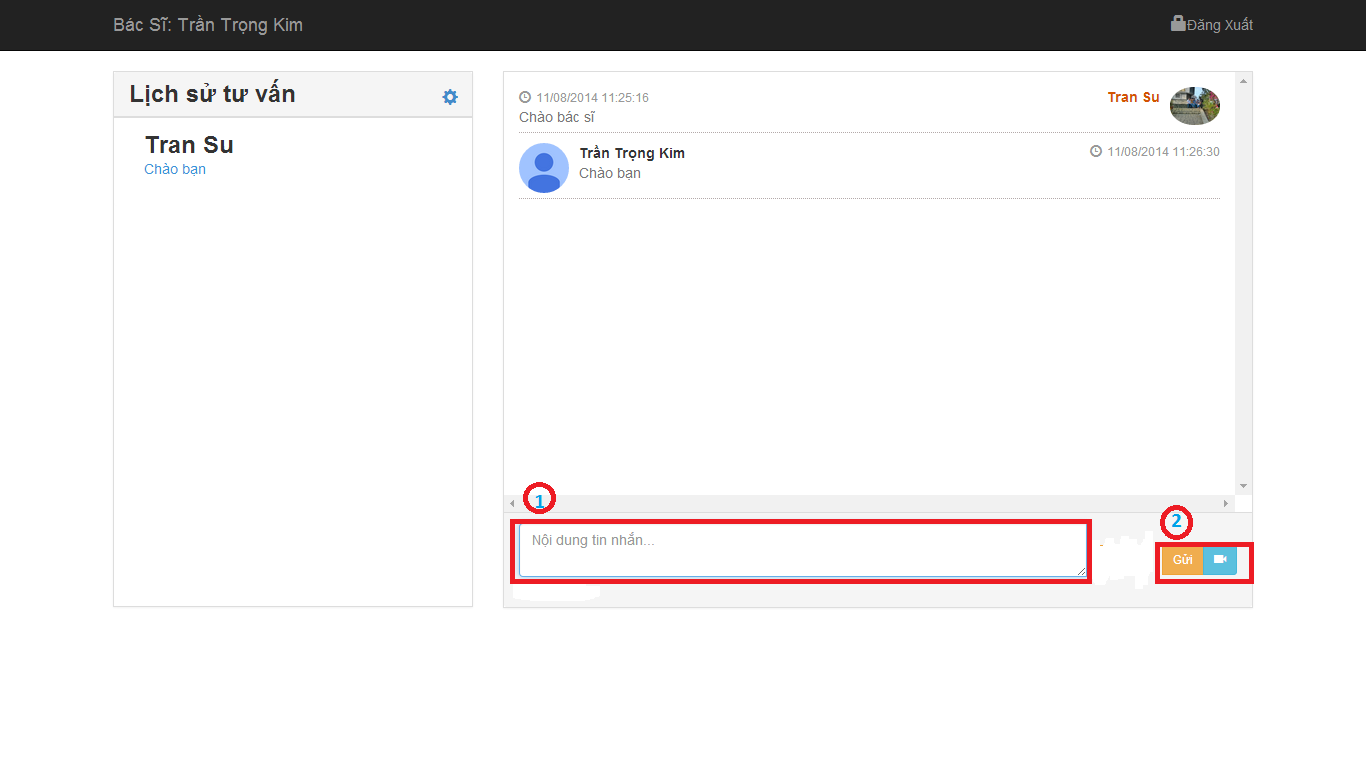 Bác Sĩ: Trần Trọng Kim
Đăng Xuất
Lịch sử tư vấn
Tran Su
Chào bạn
11/08/2014 11:25:16
Tran Su
Chào bác sĩ
Trần Trọng Kim
11/08/2014 11:26:30
Chào bạn
1
Nội dung tin nhắn...
2
Gửi